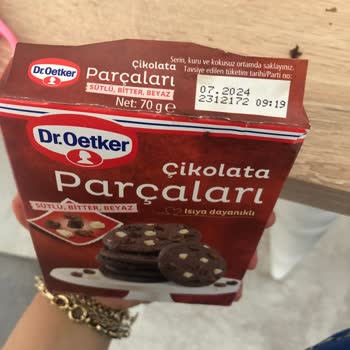 Serin, kuru ve kokusuz ortamda saklayınız.
Tavsiye edilen tüketim tarihi/Parti no:
Dr.Oetker
Çikolata
Parçaları
SÜTLÜ, BİTTER, BEYAZ
Net: 70 g e
07.2024
2312172 09:19
Dr.Oetker
Çikolata
Parçaları
SÜTLÜ, BİTTER, BEYAZ
Isıya dayanıklı